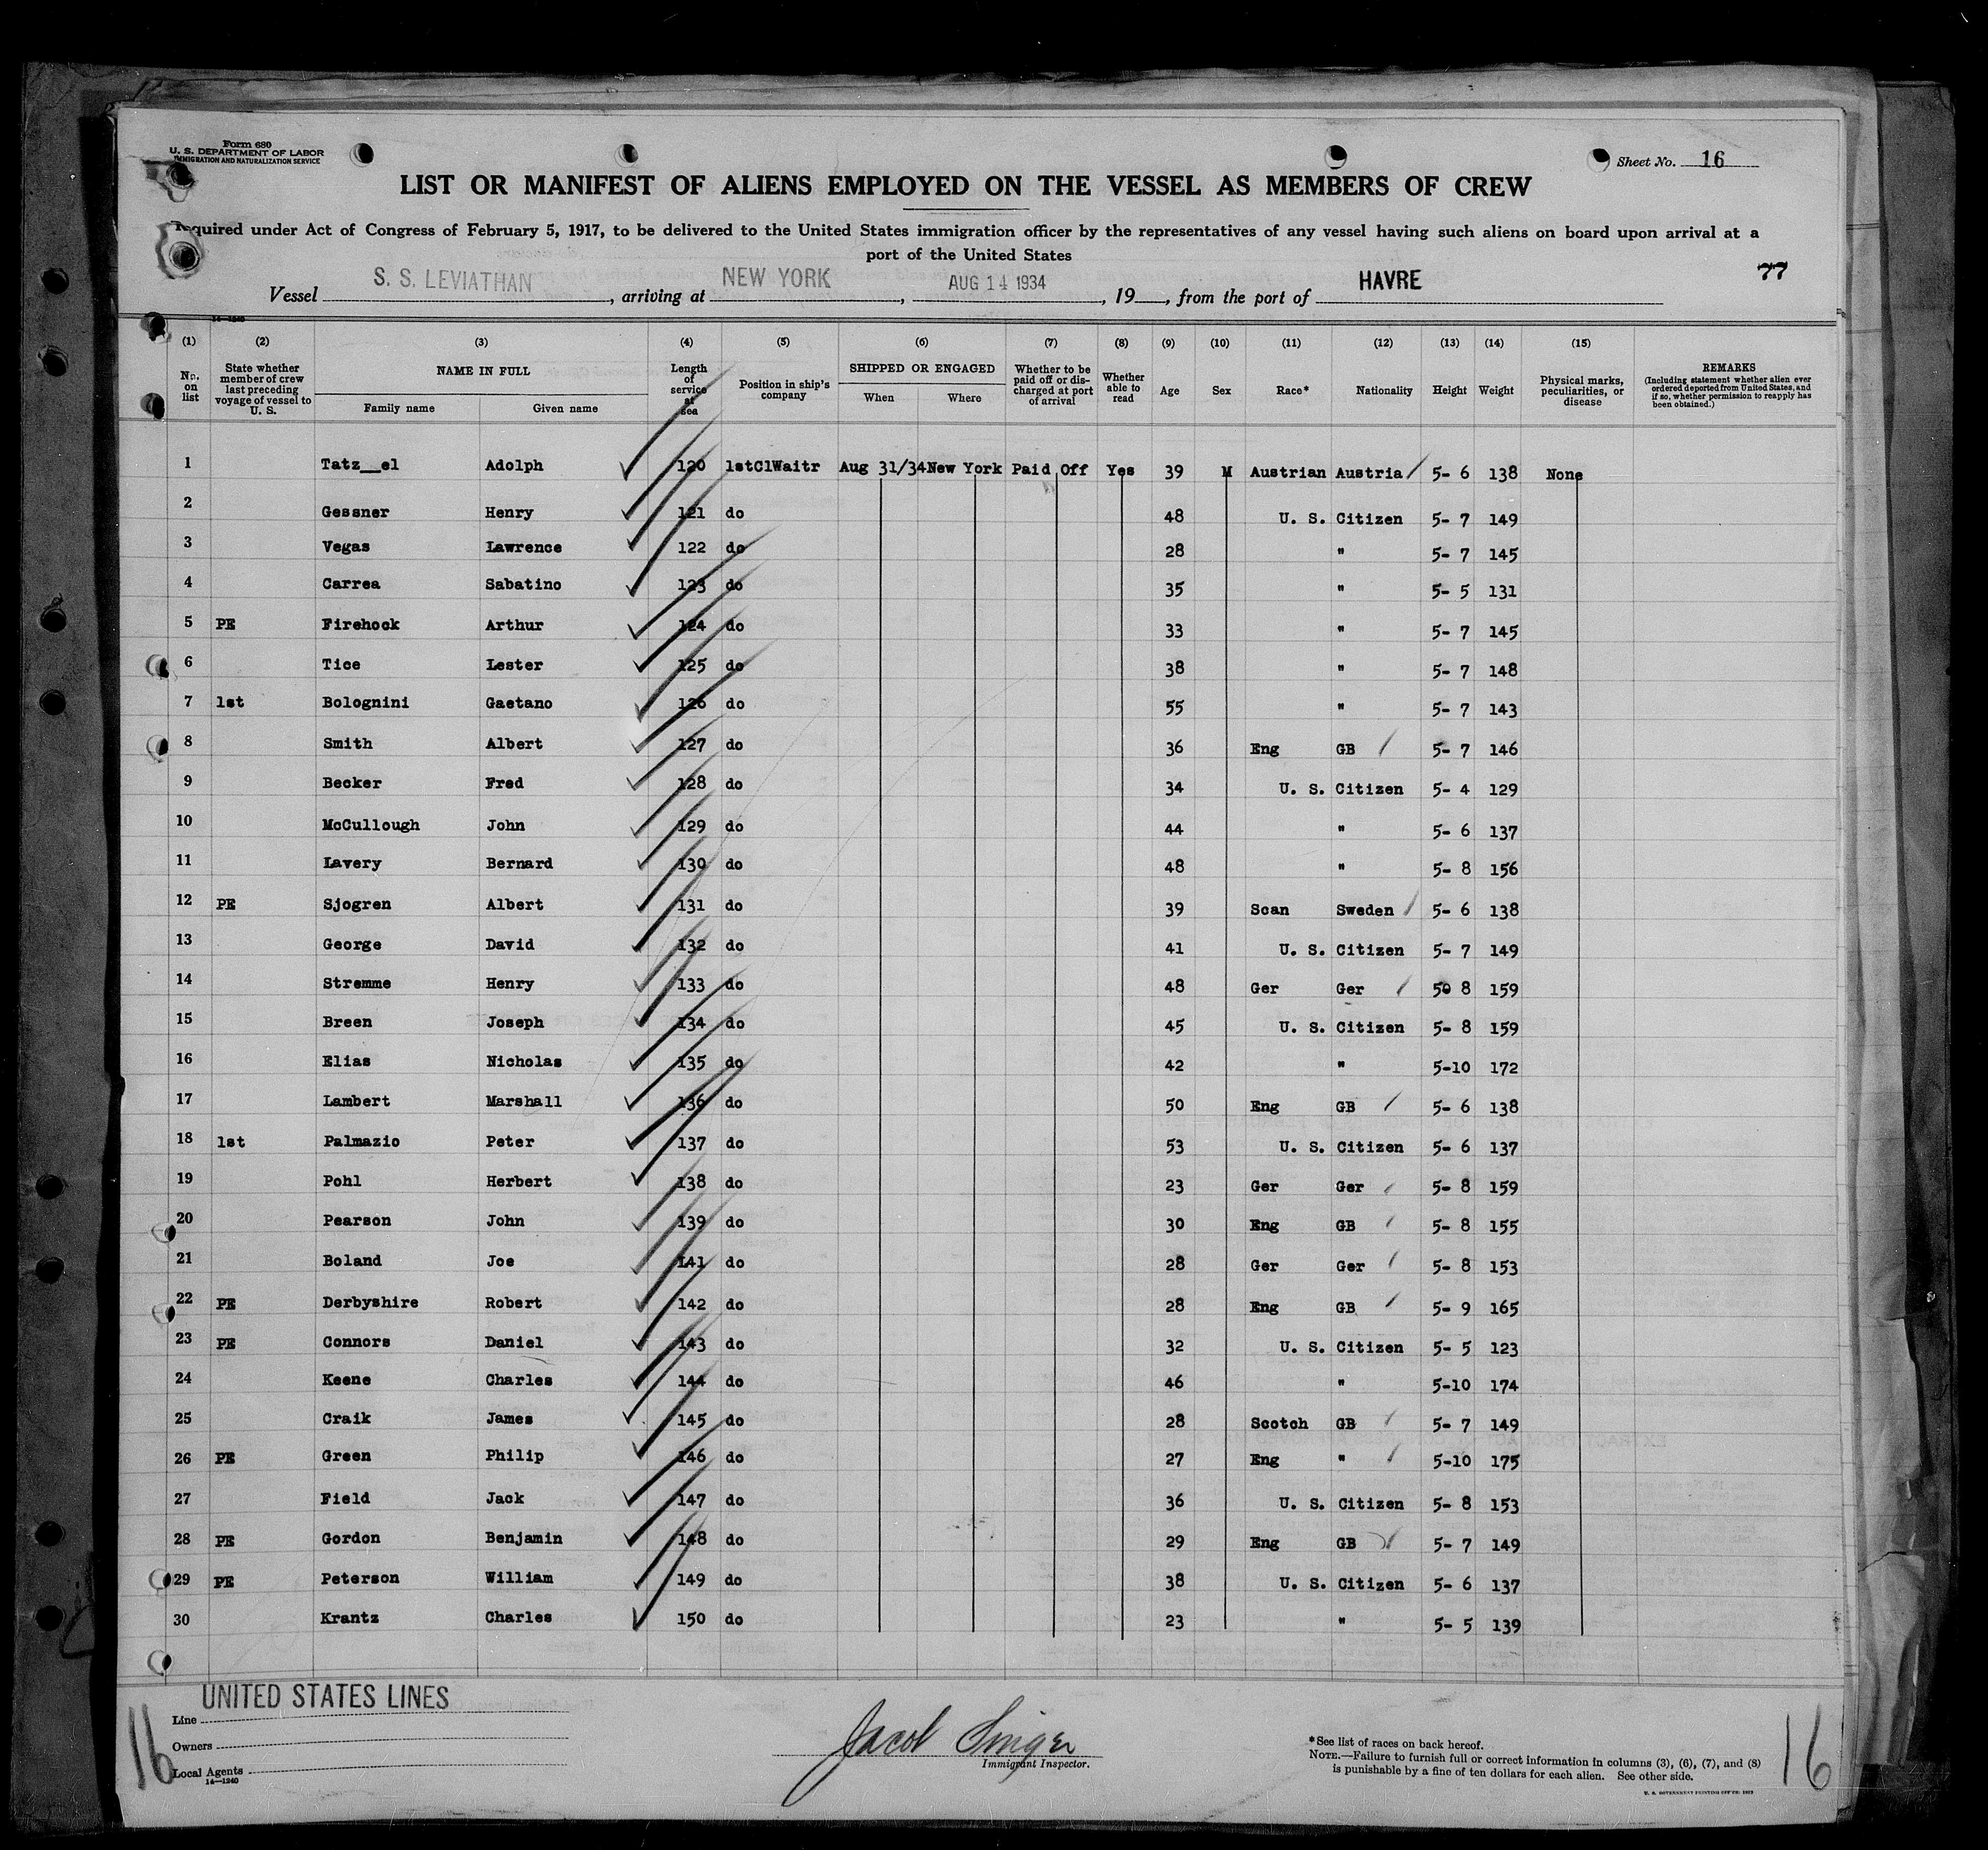 Form 680
U. S. DEPARTMENT OF LABOR
IMMIGRATION AND NATURALIZATION SERVICE
Sheet No. 16
LIST OR MANIFEST OF ALIENS EMPLOYED ON THE VESSEL AS MEMBERS OF CREW
Required under Act of Congress of February 5, 1917, to be delivered to the United States immigration officer by the representatives of any vessel having such aliens on board upon arrival at a
port of the United States
77
Vessel S. S. LEVIATHAN, arriving at NEW YORK, AUG 14 1934, 19, from the port of HAVRE
14-1240
(1) (2) (3) (4) (5) (6) (7) (8) (9) (10) (11) (12) (13) (14) (15)
No. on list State whether member of crew last preceding voyage of vessel to U. S. NAME IN FULL Family name Given name Length of service at sea Position in ship's company SHIPPED OR ENGAGED When Where Whether to be paid off or discharged at port of arrival Whether able to read Age Sex Race* Nationality Height Weight Physical marks, peculiarities, or disease REMARKS (Including statement whether alien ever ordered deported from United States, and if so, whether permission to reapply has been obtained.)
1 Tatz__el Adolph 120 1stClWaitr Aug 31/34 New York Paid Off Yes 39 M Austrian Austria 5- 6 138 None
2 Gessner Henry 121 do 48 U. S. Citizen 5- 7 149
3 Vegas Lawrence 122 do 28 " 5- 7 145
4 Carrea Sabatino 123 do 35 " 5- 5 131
5 PE Firehock Arthur 124 do 33 " 5- 7 145
6 Tice Lester 125 do 38 " 5- 7 148
7 1st Bolognini Gaetano 126 do 55 " 5- 7 143
8 Smith Albert 127 do 36 Eng GB 5- 7 146
9 Becker Fred 128 do 34 U. S. Citizen 5- 4 129
10 McCullough John 129 do 44 " 5- 6 137
11 Lavery Bernard 130 do 48 " 5- 8 156
12 PE Sjogren Albert 131 do 39 Scan Sweden 5- 6 138
13 George David 132 do 41 U. S. Citizen 5- 7 149
14 Stremme Henry 133 do 48 Ger Ger 50 8 159
15 Breen Joseph 134 do 45 U. S. Citizen 5- 8 159
16 Elias Nicholas 135 do 42 " 5-10 172
17 Lambert Marshall 136 do 50 Eng GB 5- 6 138
18 1st Palmazio Peter 137 do 53 U. S. Citizen 5- 6 137
19 Pohl Herbert 138 do 23 Ger Ger 5- 8 159
20 Pearson John 139 do 30 Eng GB 5- 8 155
21 Boland Joe 141 do 28 Ger Ger 5- 8 153
22 PE Derbyshire Robert 142 do 28 Eng GB 5- 9 165
23 PE Connors Daniel 143 do 32 U. S. Citizen 5- 5 123
24 Keene Charles 144 do 46 " 5-10 174
25 Craik James 145 do 28 Scotch GB 5- 7 149
26 PE Green Philip 146 do 27 Eng " 5-10 175
27 Field Jack 147 do 36 U. S. Citizen 5- 8 153
28 PE Gordon Benjamin 148 do 29 Eng GB 5- 7 149
29 PE Peterson William 149 do 38 U. S. Citizen 5- 6 137
30 Krantz Charles 150 do 23 " 5- 5 139
Line UNITED STATES LINES
Owners
Local Agents
14-1240
16
Jacob Singer
Immigrant Inspector.
*See list of races on back hereof.
NOTE.—Failure to furnish full or correct information in columns (3), (6), (7), and (8)
is punishable by a fine of ten dollars for each alien. See other side.
16